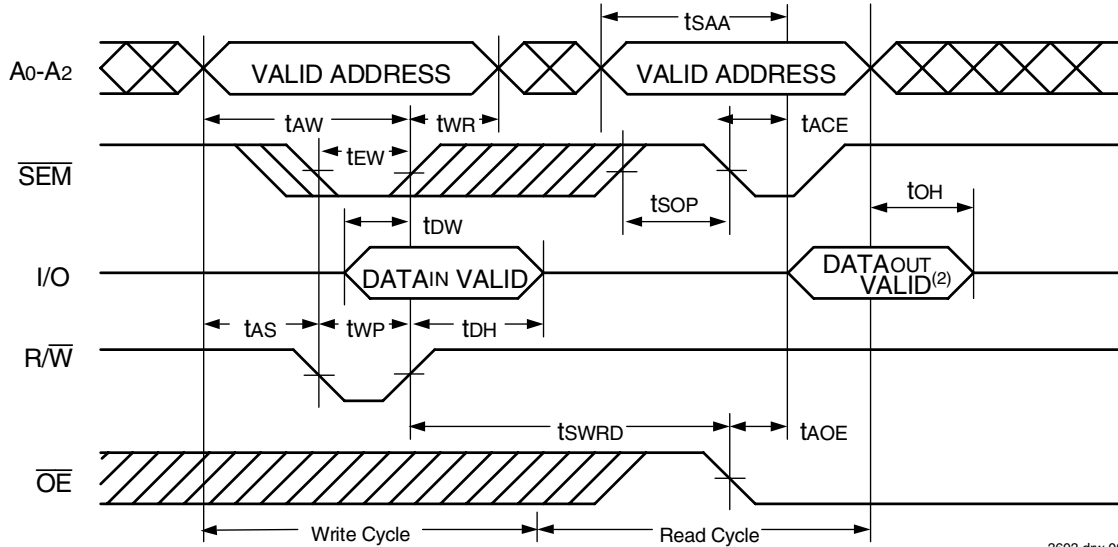 tSAA
A0-A2 VALID ADDRESS VALID ADDRESS
tAW tWR tACE
tEW
SEM
tSOP tOH
tDW
I/O DATAIN VALID DATAOUT
VALID(2)
tAS tWP tDH
R/W
tSWRD tAOE
OE
Write Cycle Read Cycle